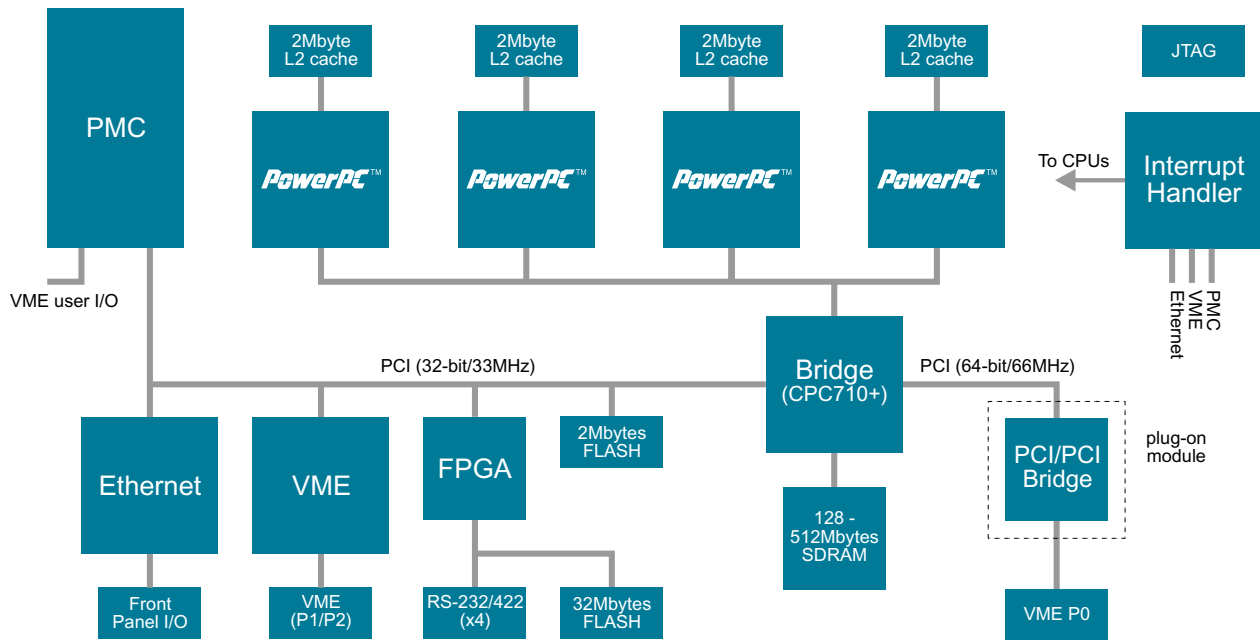 2Mbyte
L2 cache
2Mbyte
L2 cache
2Mbyte
L2 cache
2Mbyte
L2 cache
JTAG
PMC
PowerPC™
PowerPC™
PowerPC™
PowerPC™
To CPUs
Interrupt
Handler
VME user I/O
Ethernet
VME
PMC
PCI (32-bit/33MHz)
Bridge
(CPC710+)
PCI (64-bit/66MHz)
Ethernet
VME
FPGA
2Mbytes
FLASH
PCI/PCI
Bridge
plug-on
module
128 -
512Mbytes
SDRAM
Front
Panel I/O
VME
(P1/P2)
RS-232/422
(x4)
32Mbytes
FLASH
VME P0